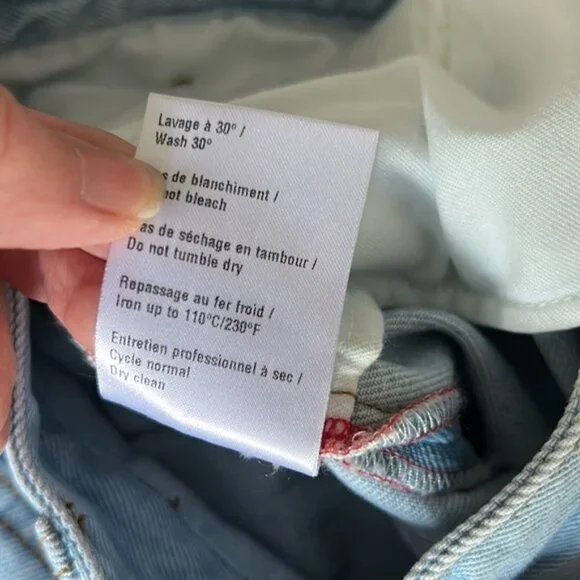 Lavage à 30° /
Wash 30°
de blanchiment /
not bleach
as de séchage en tambour /
Do not tumble dry
Repassage au fer froid /
Iron up to 110°C/230°F
Entretien professionnel à sec /
Cycle normal
Dry clean